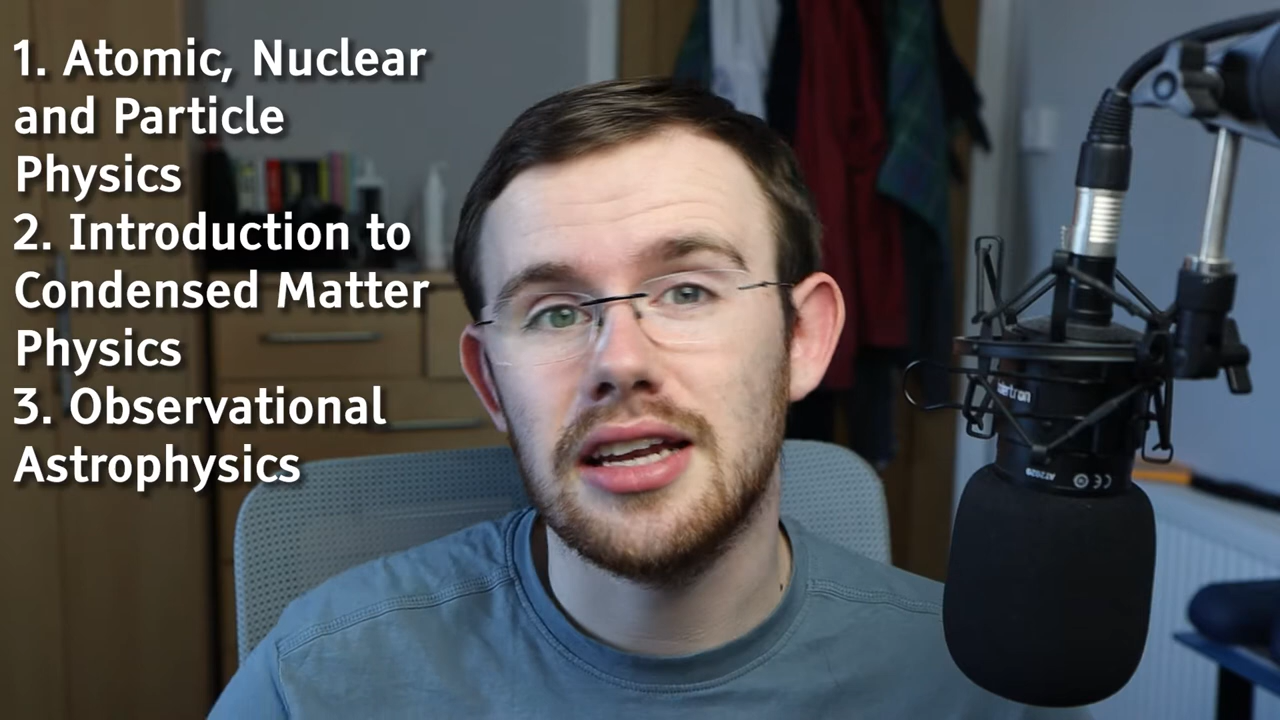 1. Atomic, Nuclear
and Particle
Physics
2. Introduction to
Condensed Matter
Physics
3. Observational
Astrophysics